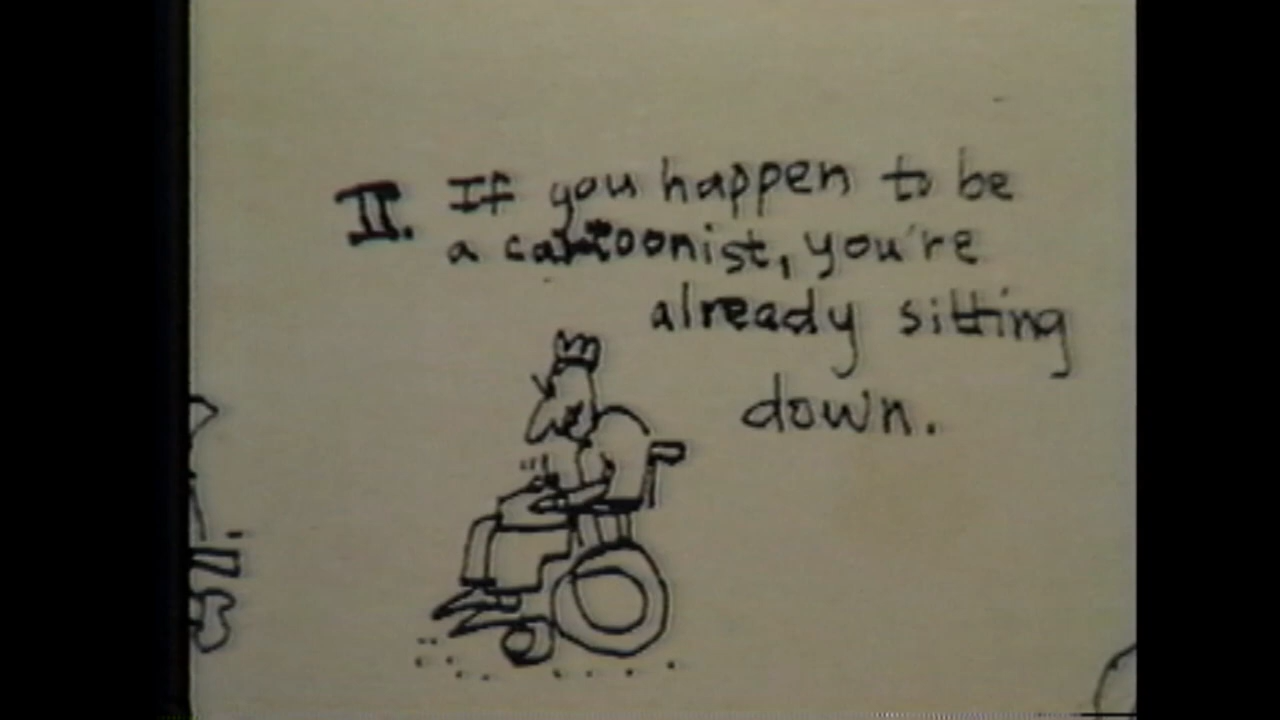 II. If you happen to be
a cartoonist, you're
already sitting
down.